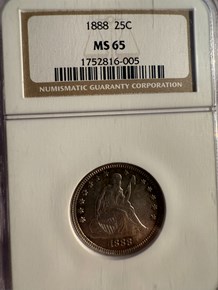 1888 25C
MS 65
1752816-005
NUMISMATIC GUARANTY CORPORATION
1888